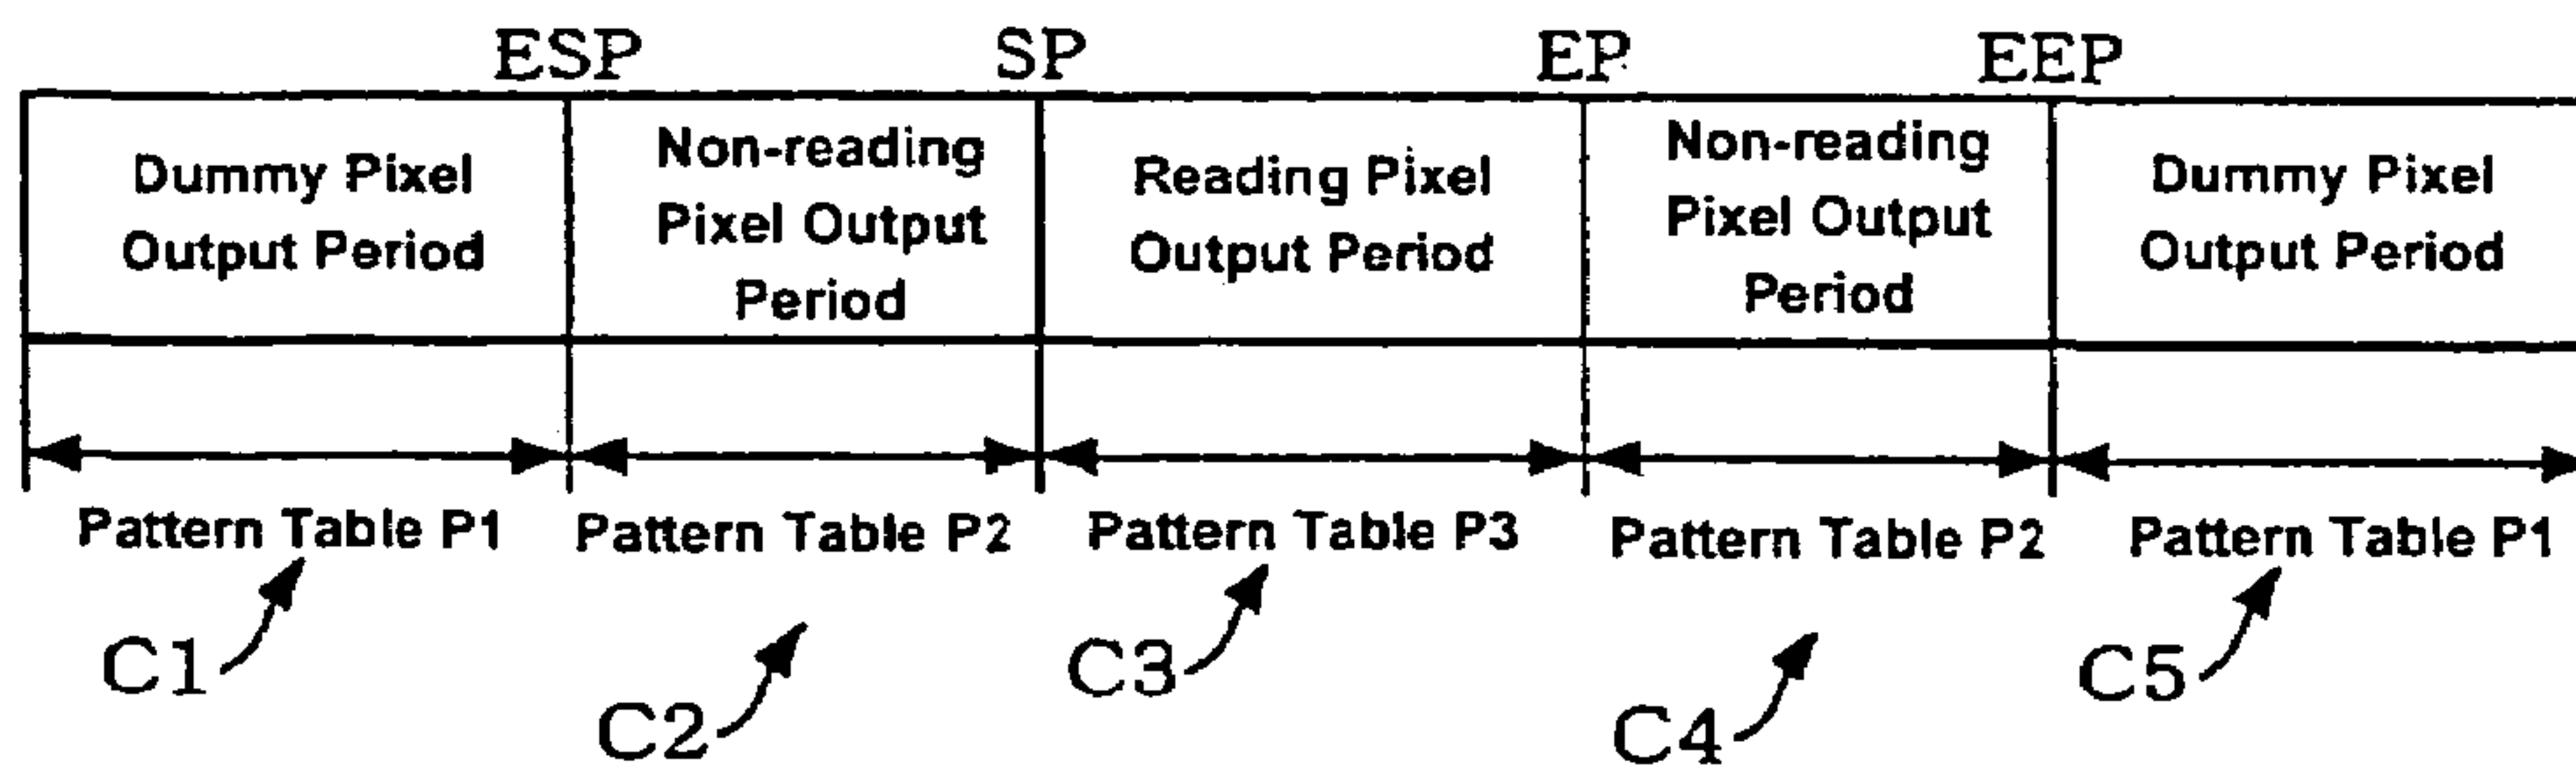 ESP SP EP EEP
Dummy Pixel
Output Period
Non-reading
Pixel Output
Period
Reading Pixel
Output Period
Non-reading
Pixel Output
Period
Dummy Pixel
Output Period
Pattern Table P1 Pattern Table P2 Pattern Table P3 Pattern Table P2 Pattern Table P1
C1 C2 C3 C4 C5